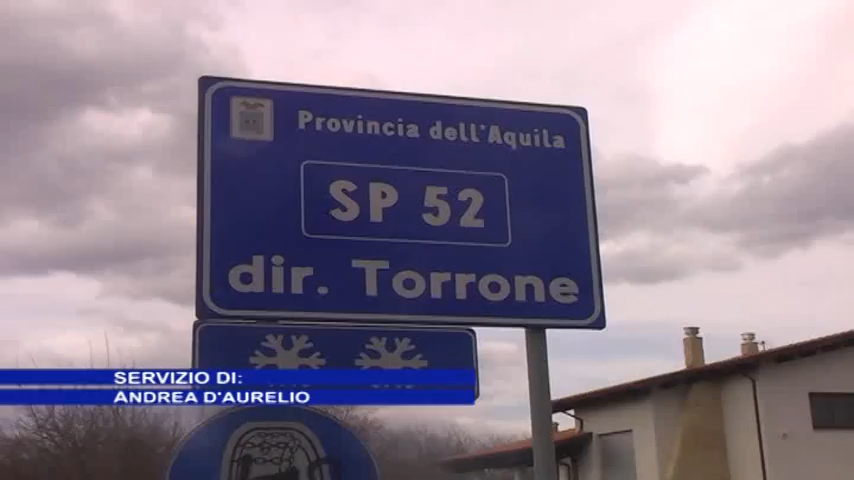 Provincia dell'Aquila
SP 52
dir. Torrone
SERVIZIO DI:
ANDREA D'AURELIO